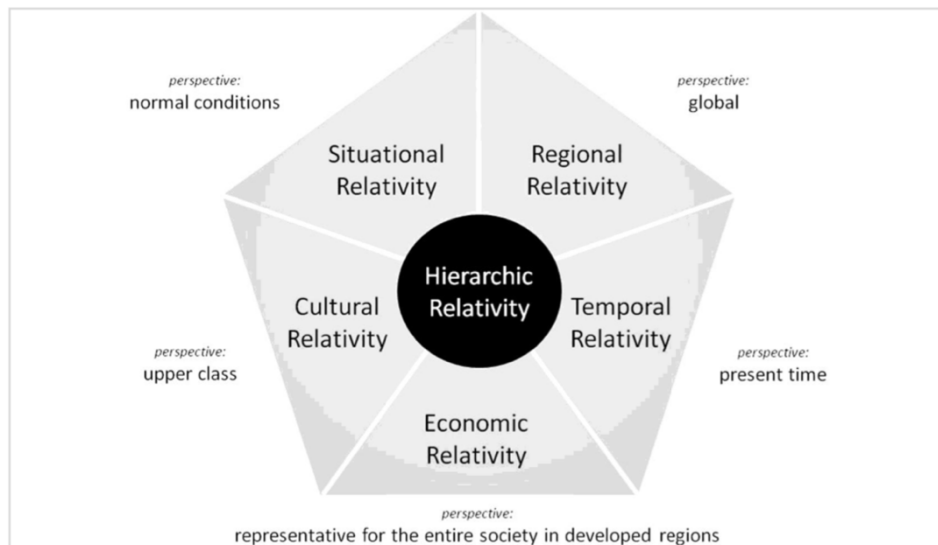 perspective:
normal conditions
perspective:
global
Situational
Relativity
Regional
Relativity
Hierarchic
Relativity
Cultural
Relativity
Temporal
Relativity
perspective:
upper class
perspective:
present time
Economic
Relativity
perspective:
representative for the entire society in developed regions